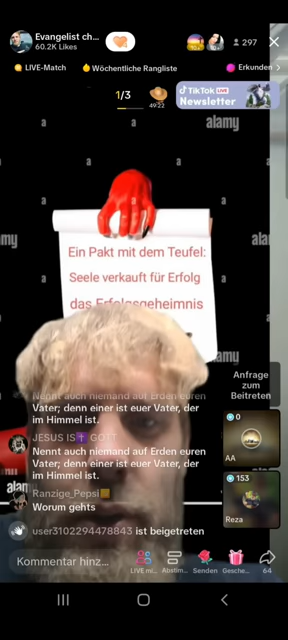 Evangelist ch...
60.2K Likes
297
LIVE-Match
Wöchentliche Rangliste
Erkunden
1/3
49:22
TikTok LIVE
Newsletter
a
a
alamy
a
a
a
Ein Pakt mit dem Teufel:
Seele verkauft für Erfolg
das Erfolgsgeheimnis
amy
ala
a
a
a
alamy
Anfrage
zum
Beitreten
Nennt auch niemand auf Erden euren
Vater; denn einer ist euer Vater, der
im Himmel ist.
JESUS IS GOTT
Nennt auch niemand auf Erden euren
Vater; denn einer ist euer Vater, der
im Himmel ist.
0
AA
alam
Ranzige_Pepsi
Worum gehts
153
Reza
user3102294478843 ist beigetreten
Kommentar hinz...
LIVE mi...
Abstim...
Senden
Gesche...
64